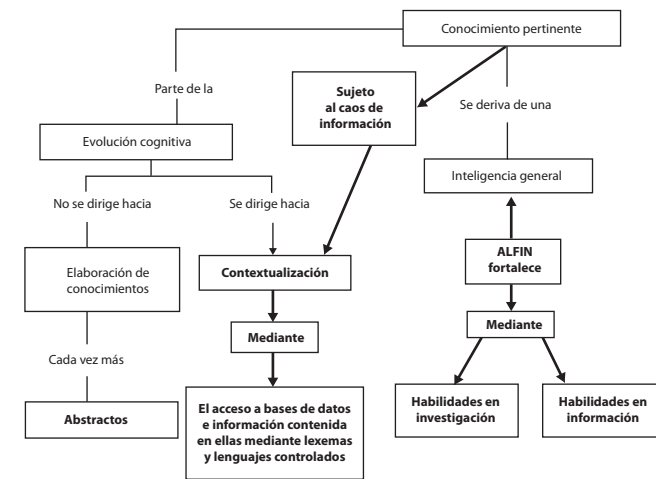 Conocimiento pertinente
Parte de la
Sujeto
al caos de
información
Se deriva de una
Evolución cognitiva
Inteligencia general
No se dirige hacia
Se dirige hacia
Elaboración de
conocimientos
Contextualización
ALFIN
fortalece
Mediante
Mediante
Cada vez más
Abstractos
El acceso a bases de datos
e información contenida
en ellas mediante lexemas
y lenguajes controlados
Habilidades en
investigación
Habilidades en
información